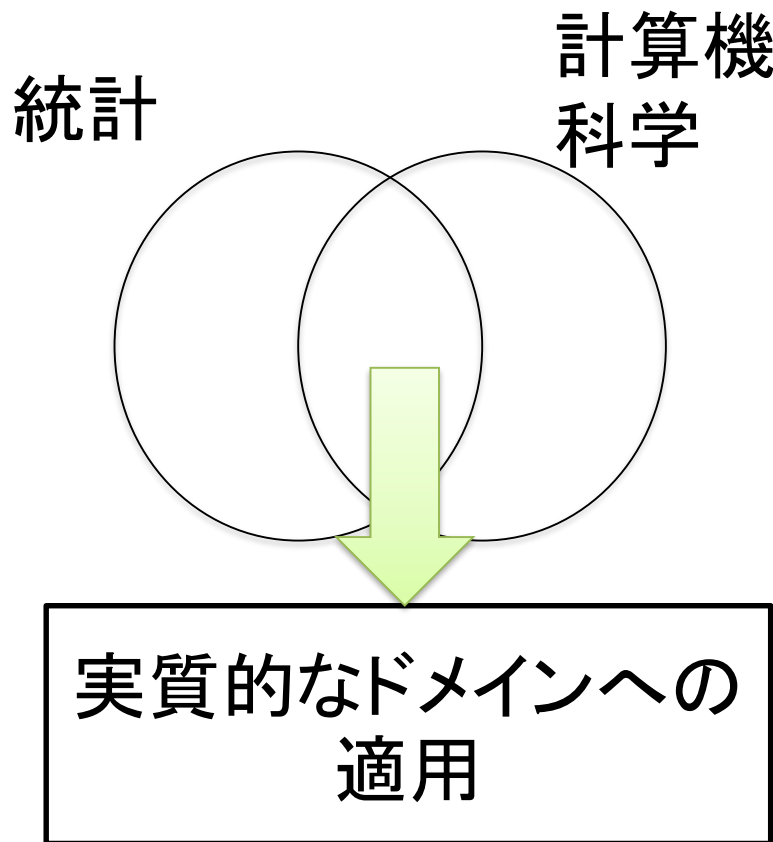 統計
計算機
科学
実質的なドメインへの
適用